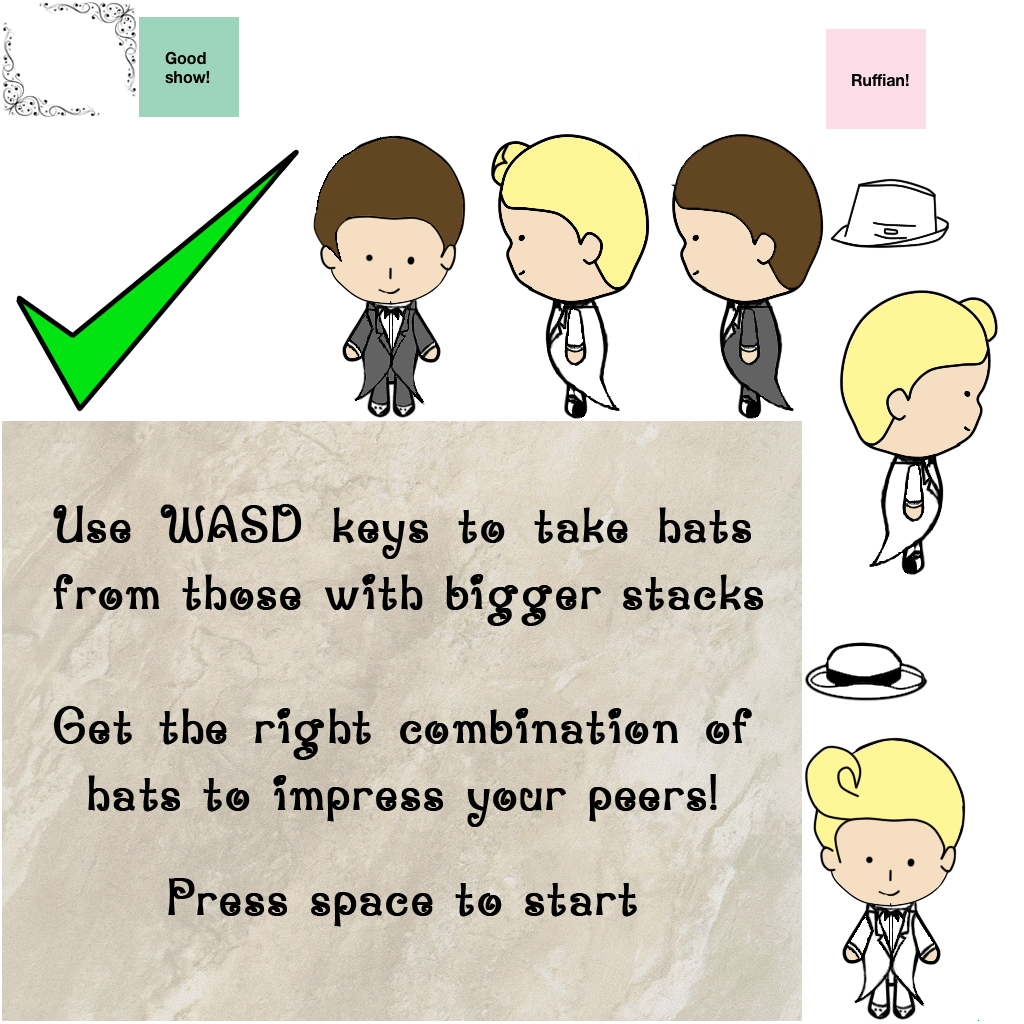 Good
show!
Ruffian!
Use WASD keys to take hats
from those with bigger stacks
Get the right combination of
hats to impress your peers!
Press space to start